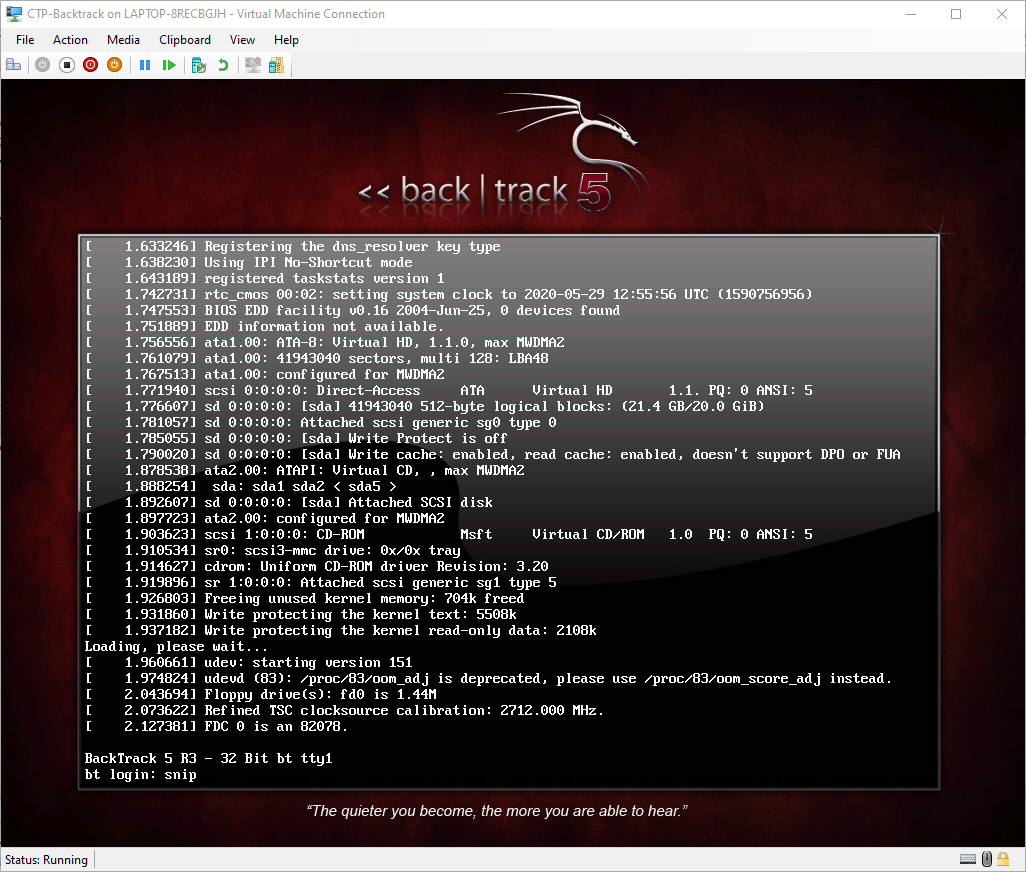 CTP-Backtrack on LAPTOP-8RECBGJH - Virtual Machine Connection
File Action Media Clipboard View Help
<< back | track 5
[    1.633246] Registering the dns_resolver key type
[    1.638230] Using IPI No-Shortcut mode
[    1.643189] registered taskstats version 1
[    1.742731] rtc_cmos 00:02: setting system clock to 2020-05-29 12:55:56 UTC (1590756956)
[    1.747553] BIOS EDD facility v0.16 2004-Jun-25, 0 devices found
[    1.751889] EDD information not available.
[    1.756556] ata1.00: ATA-8: Virtual HD, 1.1.0, max MWDMA2
[    1.761079] ata1.00: 41943040 sectors, multi 128: LBA48
[    1.767513] ata1.00: configured for MWDMA2
[    1.771940] scsi 0:0:0:0: Direct-Access     ATA      Virtual HD       1.1. PQ: 0 ANSI: 5
[    1.776607] sd 0:0:0:0: [sda] 41943040 512-byte logical blocks: (21.4 GB/20.0 GiB)
[    1.781057] sd 0:0:0:0: Attached scsi generic sg0 type 0
[    1.785055] sd 0:0:0:0: [sda] Write Protect is off
[    1.790020] sd 0:0:0:0: [sda] Write cache: enabled, read cache: enabled, doesn't support DPO or FUA
[    1.878538] ata2.00: ATAPI: Virtual CD, , max MWDMA2
[    1.888254]  sda: sda1 sda2 < sda5 >
[    1.892607] sd 0:0:0:0: [sda] Attached SCSI disk
[    1.897723] ata2.00: configured for MWDMA2
[    1.903623] scsi 1:0:0:0: CD-ROM            Msft     Virtual CD/ROM   1.0  PQ: 0 ANSI: 5
[    1.910534] sr0: scsi3-mmc drive: 0x/0x tray
[    1.914627] cdrom: Uniform CD-ROM driver Revision: 3.20
[    1.919896] sr 1:0:0:0: Attached scsi generic sg1 type 5
[    1.926803] Freeing unused kernel memory: 704k freed
[    1.931860] Write protecting the kernel text: 5508k
[    1.937182] Write protecting the kernel read-only data: 2108k
Loading, please wait...
[    1.960661] udev: starting version 151
[    1.974824] udevd (83): /proc/83/oom_adj is deprecated, please use /proc/83/oom_score_adj instead.
[    2.043694] Floppy drive(s): fd0 is 1.44M
[    2.073622] Refined TSC clocksource calibration: 2712.000 MHz.
[    2.127381] FDC 0 is an 82078.
BackTrack 5 R3 - 32 Bit bt tty1
bt login: snip
“The quieter you become, the more you are able to hear.”
Status: Running